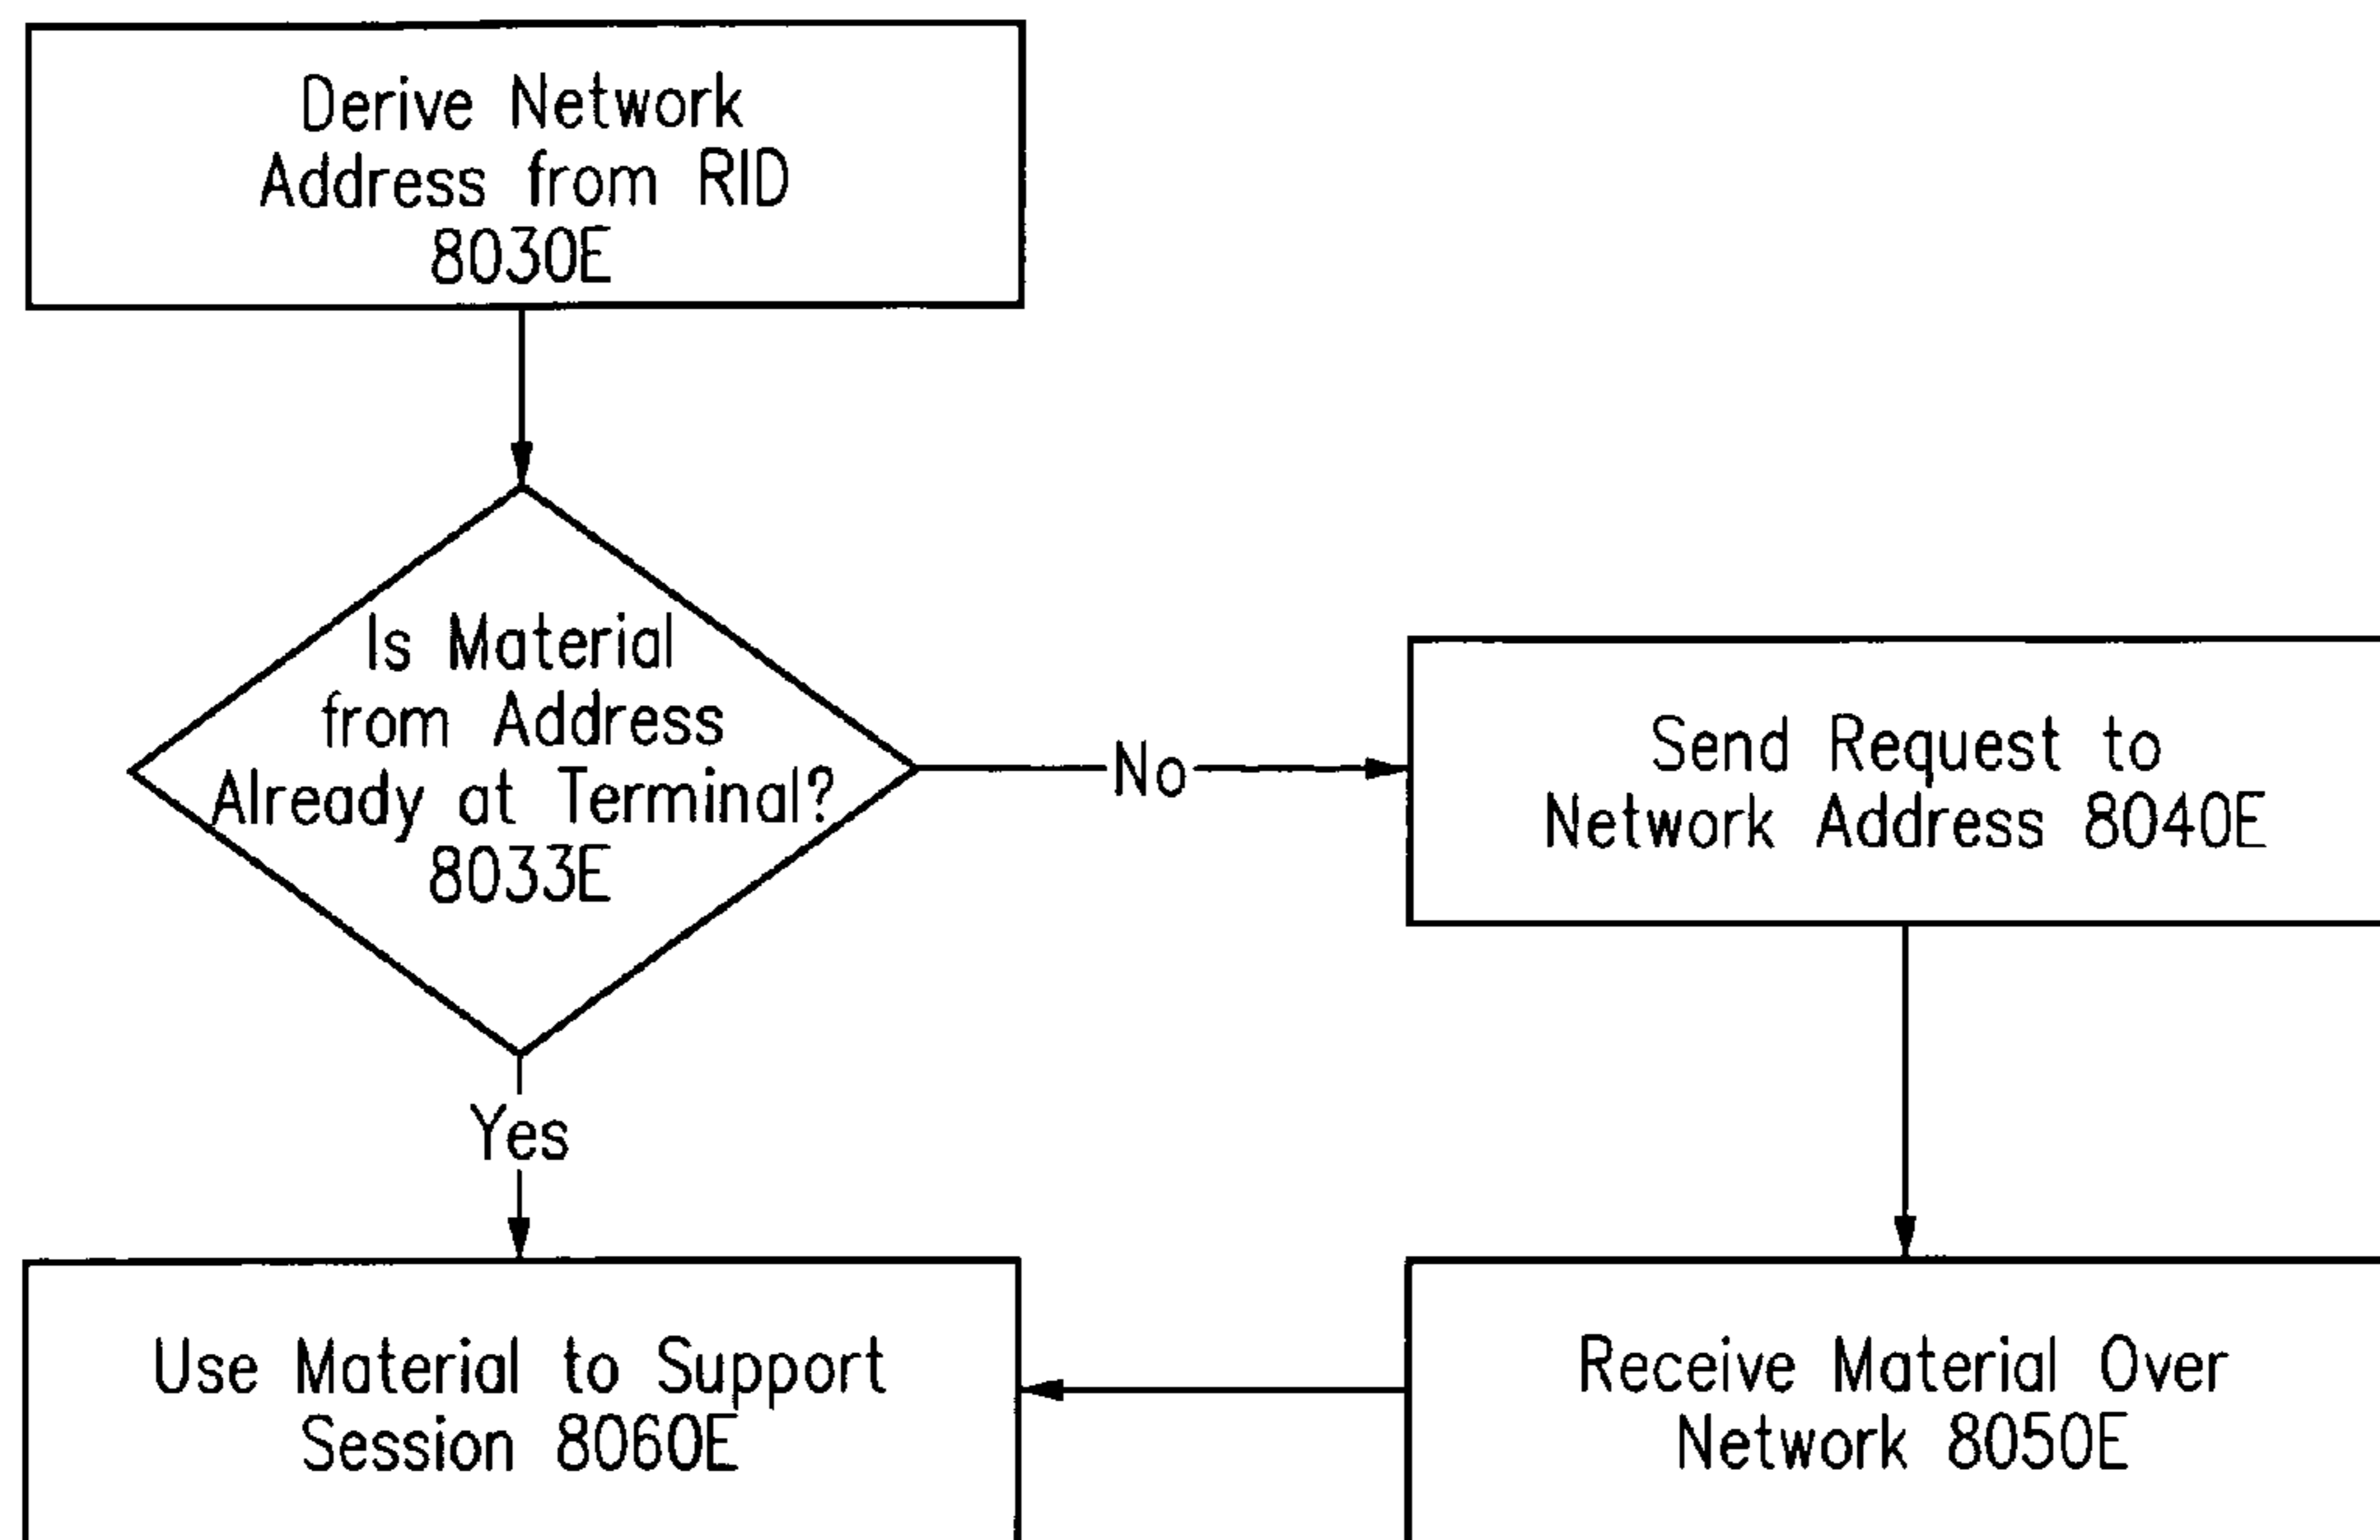 Derive Network
Address from RID
8030E
Is Material
from Address
Already at Terminal?
8033E
No
Send Request to
Network Address 8040E
Yes
Use Material to Support
Session 8060E
Receive Material Over
Network 8050E